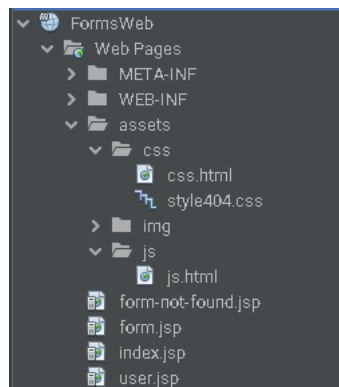 FormsWeb
Web Pages
META-INF
WEB-INF
assets
css
css.html
style404.css
img
js
js.html
form-not-found.jsp
form.jsp
index.jsp
user.jsp